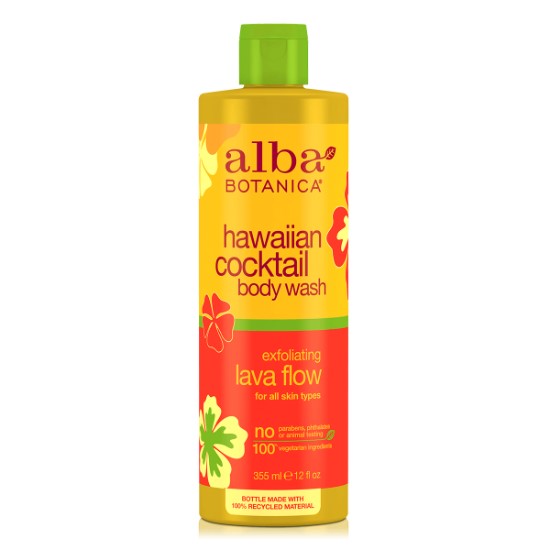 alba
BOTANICA®
hawaiian
cocktail
body wash
exfoliating
lava flow
for all skin types
no parabens, phthalates
or animal testing
100% vegetarian ingredients
355 ml e 12 fl oz
BOTTLE MADE WITH
100% RECYCLED MATERIAL